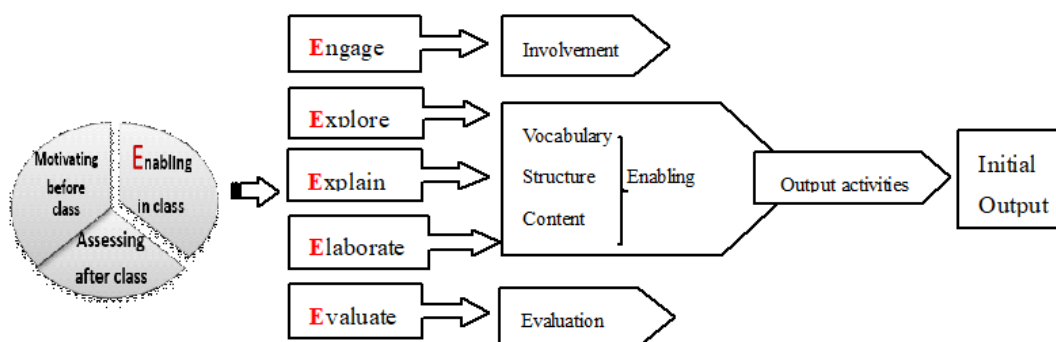 Motivating
before
class
Enabling
in class
Assessing
after class
Engage
Involvement
Explore
Explain
Elaborate
Vocabulary
Structure
Content
Enabling
Output activities
Initial
Output
Evaluate
Evaluation